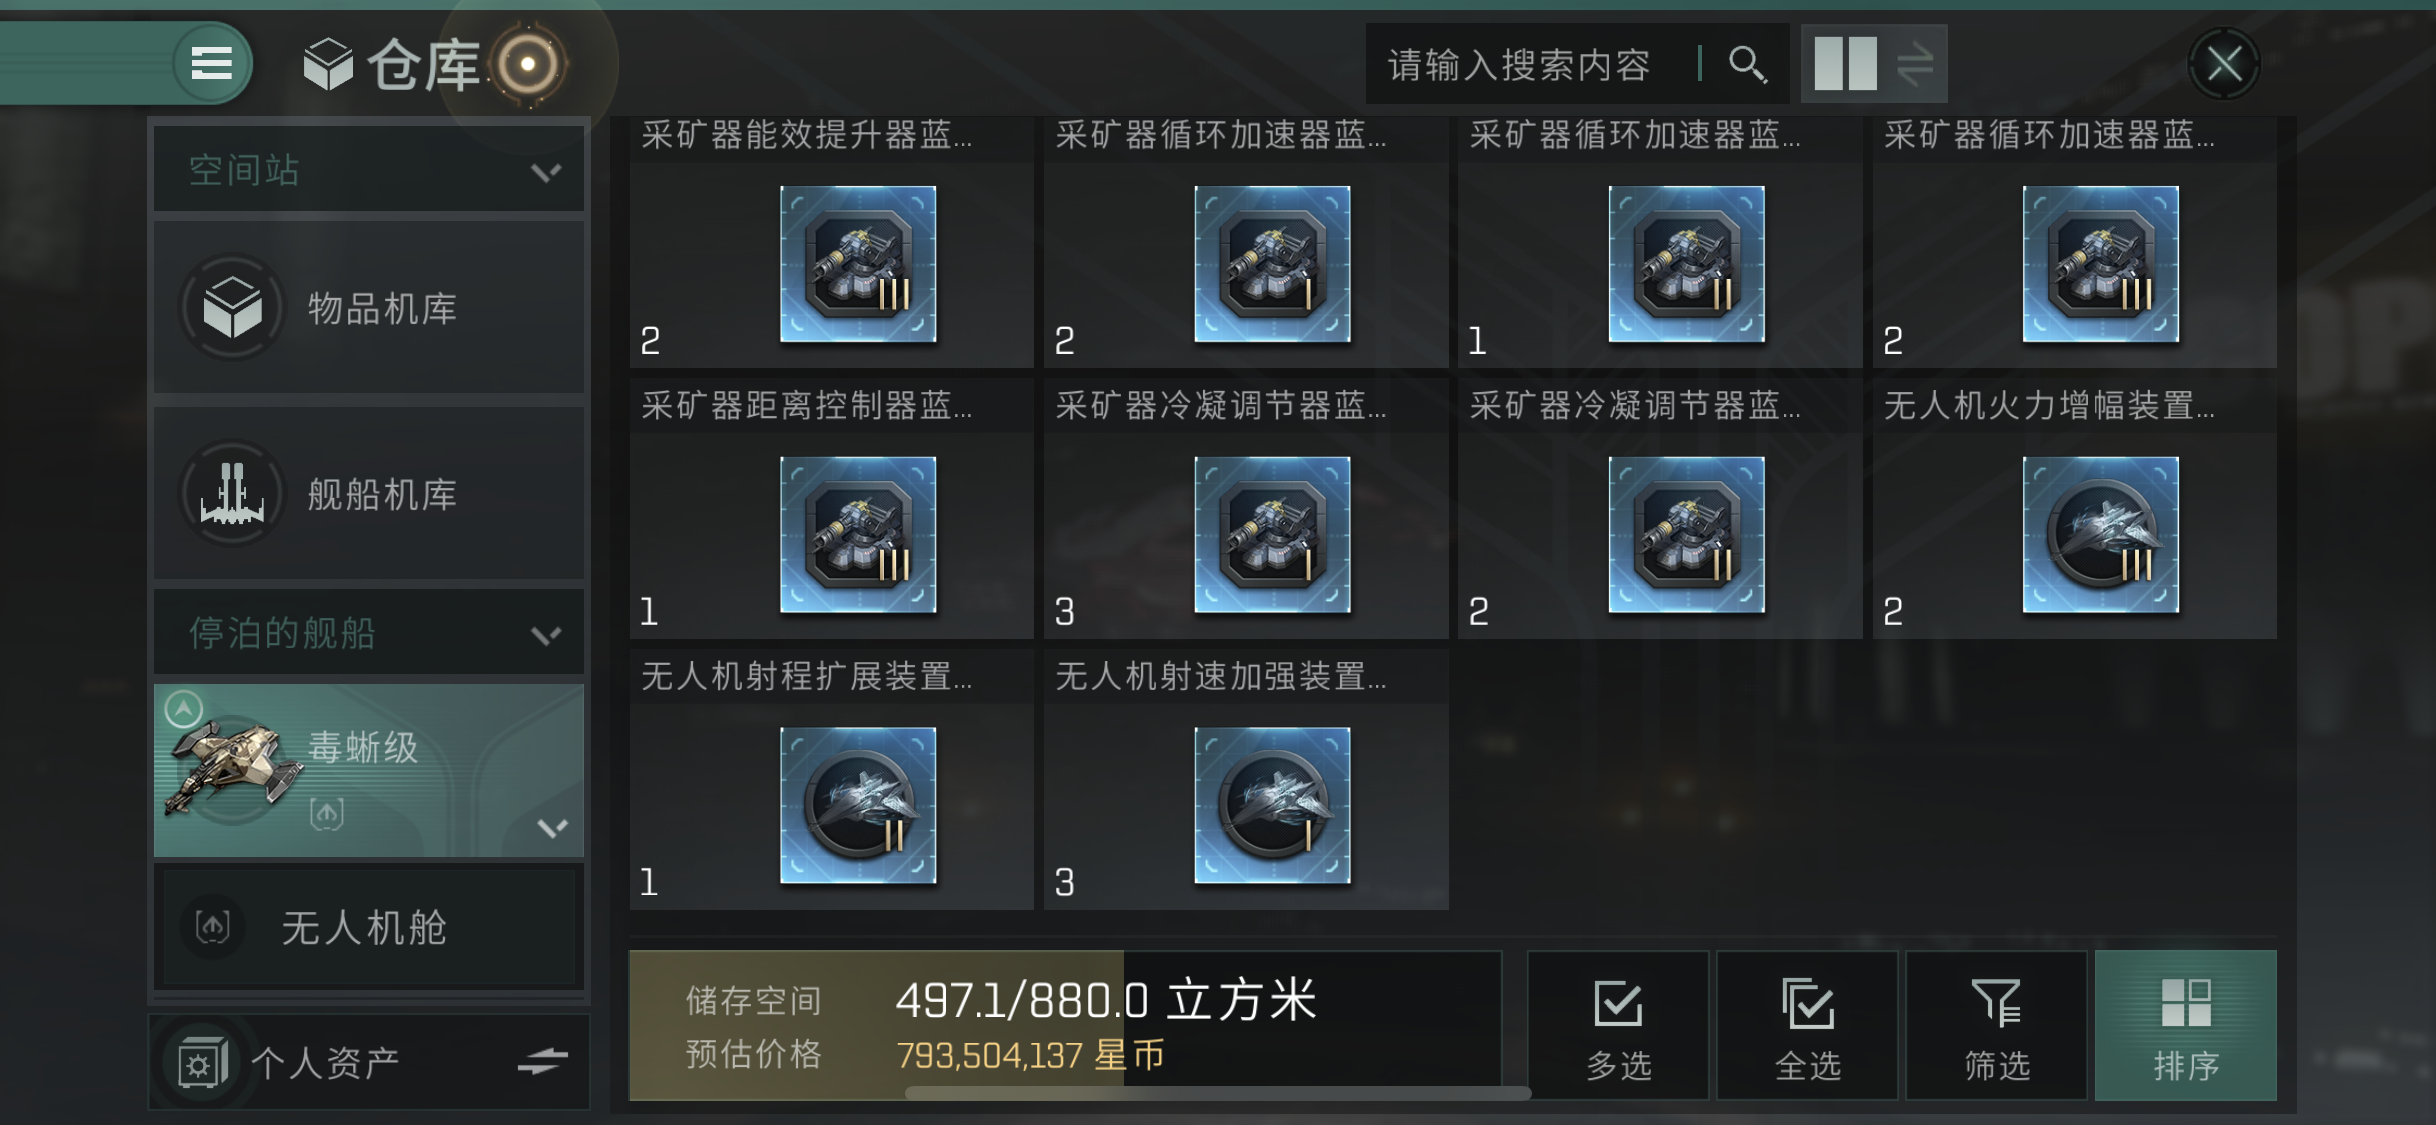 仓库
请输入搜索内容
空间站
物品机库
舰船机库
停泊的舰船
毒蜥级
无人机舱
个人资产
采矿器能效提升器蓝...
采矿器循环加速器蓝...
采矿器循环加速器蓝...
采矿器循环加速器蓝...
III
I
II
III
2
2
1
2
采矿器距离控制器蓝...
采矿器冷凝调节器蓝...
采矿器冷凝调节器蓝...
无人机火力增幅装置...
III
I
II
III
1
3
2
2
无人机射程扩展装置...
无人机射速加强装置...
II
I
1
3
储存空间 497.1/880.0 立方米
预估价格 793,504,137 星币
多选
全选
筛选
排序